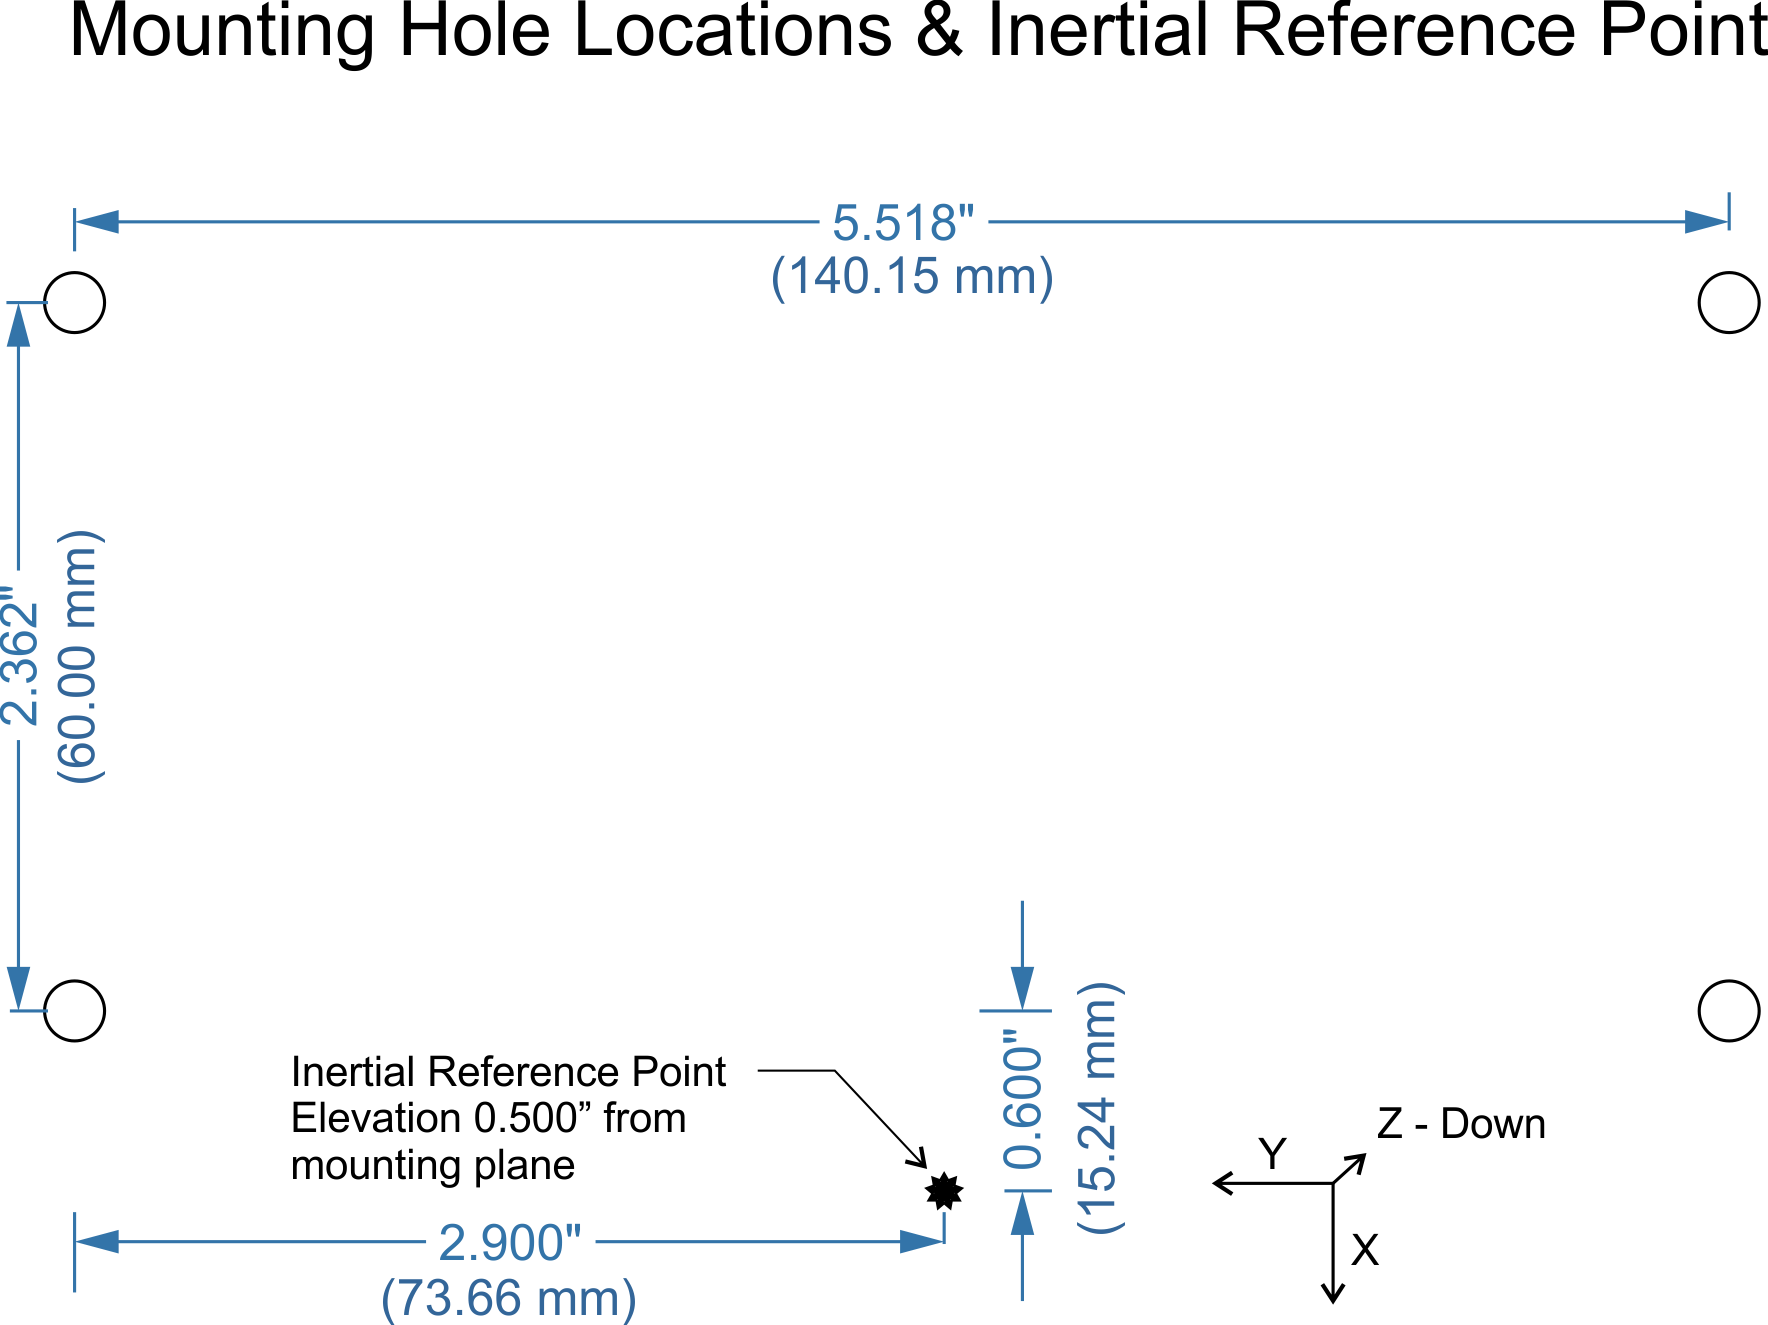 Mounting Hole Locations & Inertial Reference Point
5.518"
(140.15 mm)
2.362"
(60.00 mm)
Inertial Reference Point
Elevation 0.500” from
mounting plane
0.600"
(15.24 mm)
Z - Down
Y
X
2.900"
(73.66 mm)